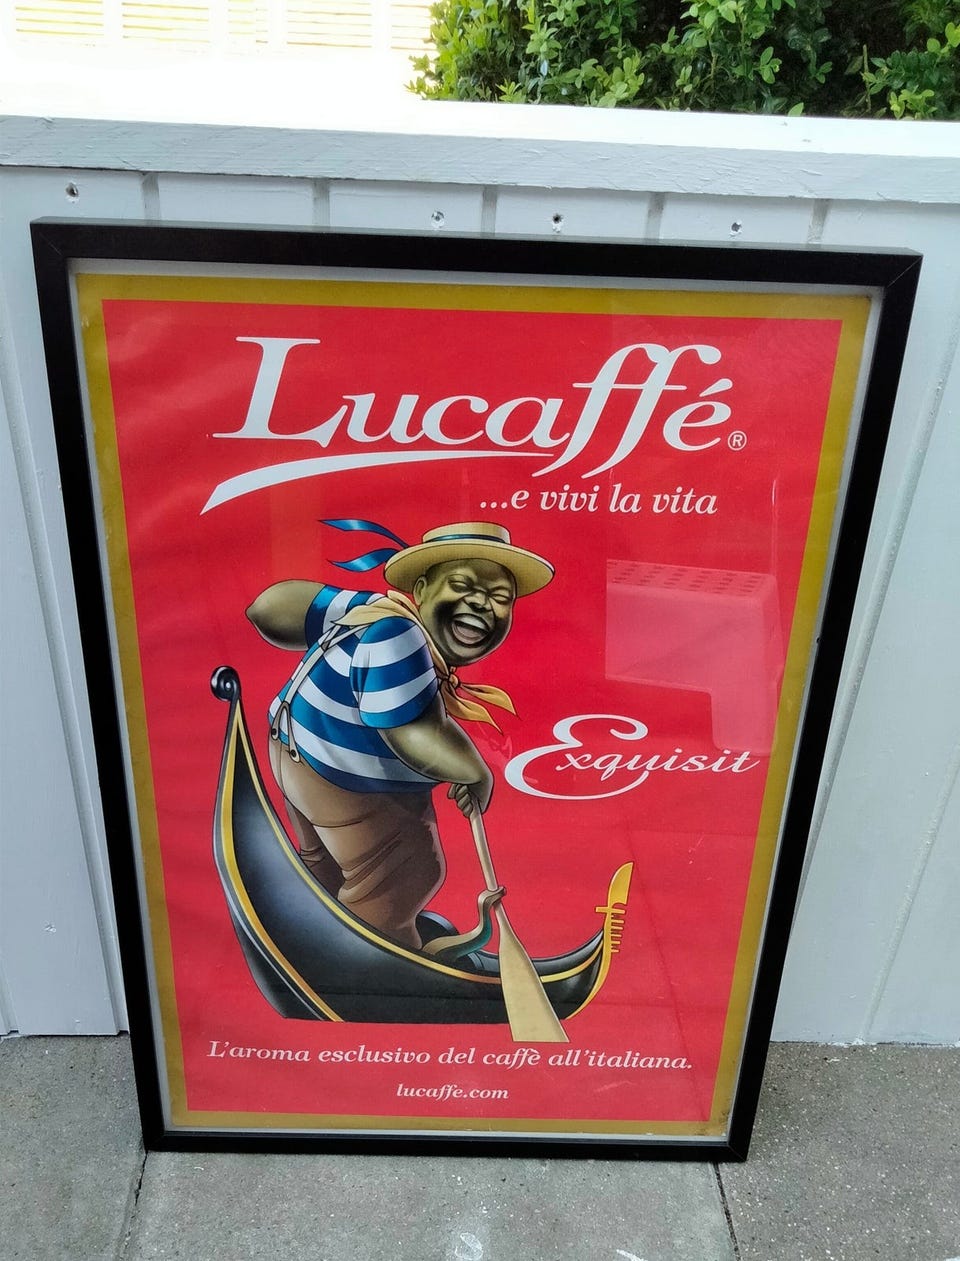 Lucaffé®
...e vivi la vita
Exquisit
L'aroma esclusivo del caffè all'italiana.
lucaffe.com